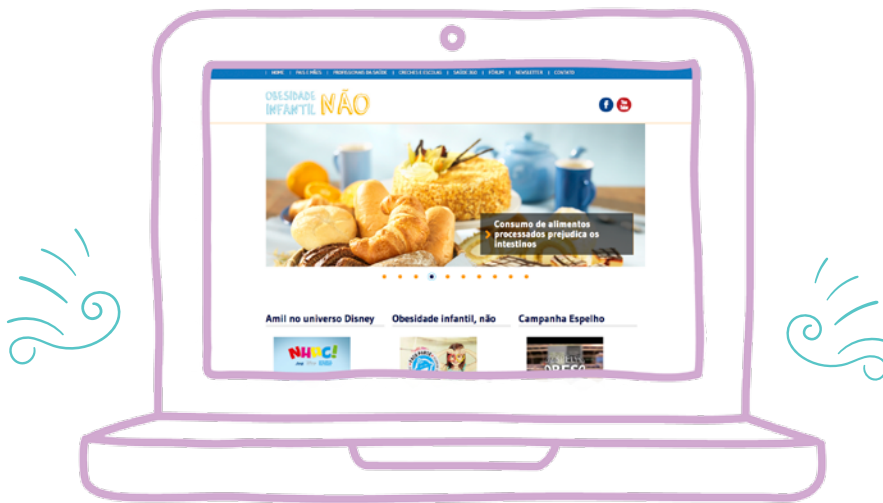 | HOME | PAIS E MÃES | PROFISSIONAIS DA SAÚDE | CRECHES E ESCOLAS | SAÚDE 360 | FÓRUM | NEWSLETTER | CONTATO
OBESIDADE
INFANTIL NÃO
Consumo de alimentos
processados prejudica os
intestinos
Amil no universo Disney Obesidade infantil, não Campanha Espelho
OBESO